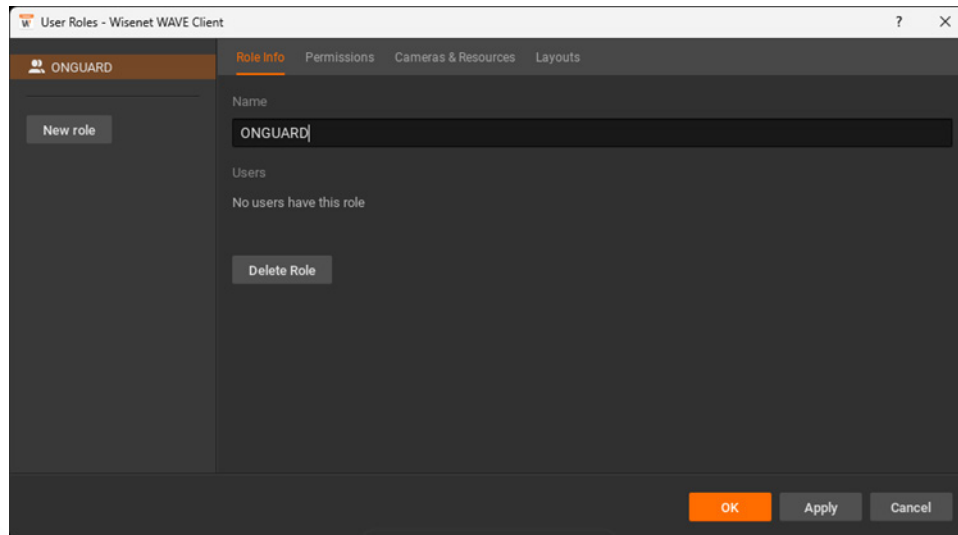 User Roles - Wisenet WAVE Client
?
ONGUARD
New role
Role Info Permissions Cameras & Resources Layouts
Name
ONGUARD
Users
No users have this role
Delete Role
OK Apply Cancel